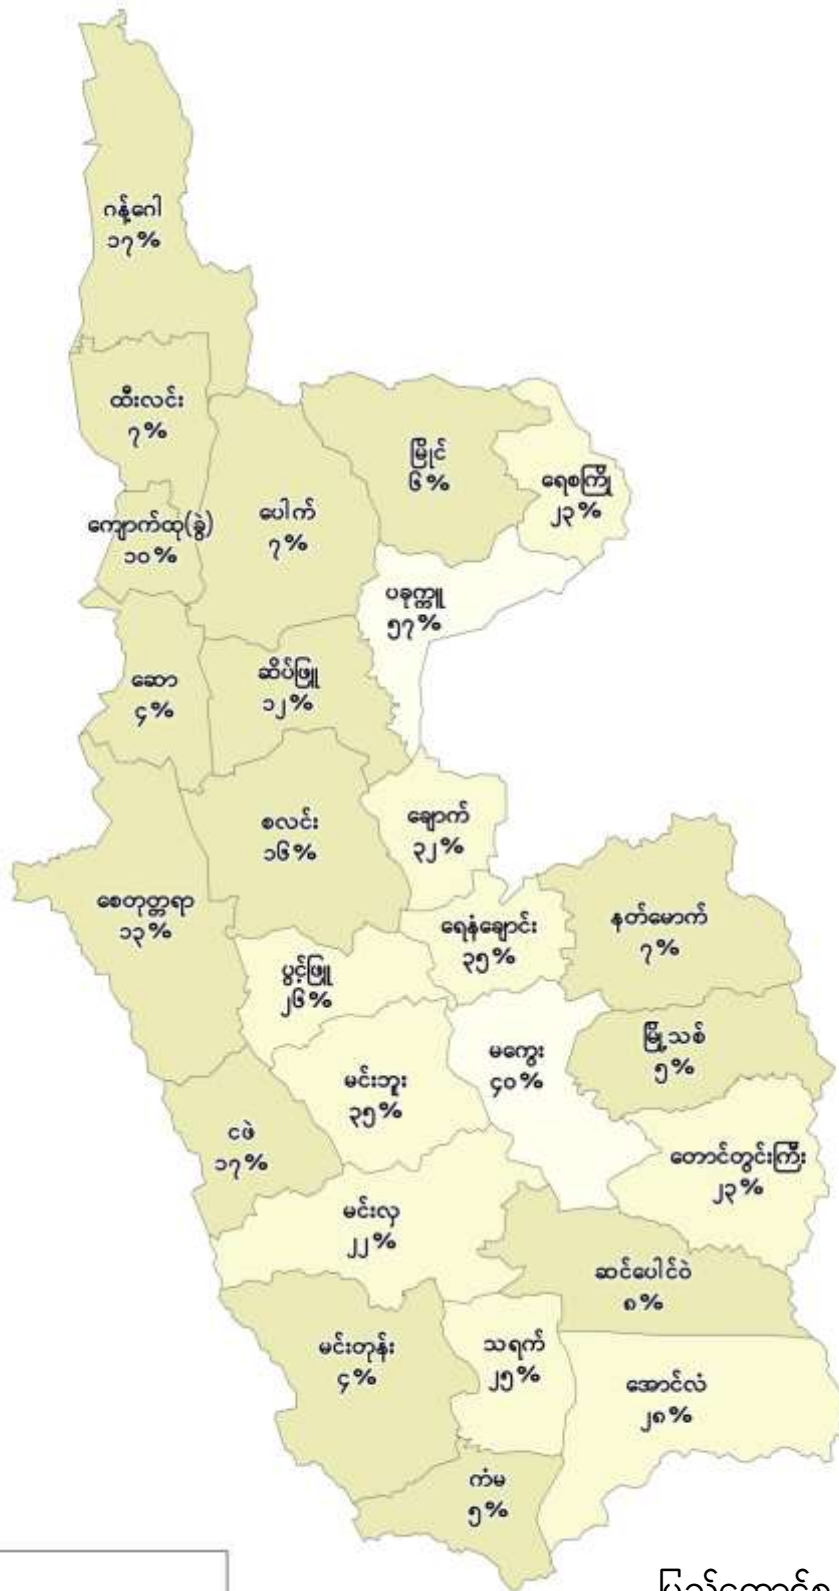 ဂန့်ဂေါ
၁၇%
ထီးလင်း
၇%
မြိုင်
၆%
ရေစကြို
၂၃%
ကျောက်ထု(ခွဲ)
၁၀%
ပေါက်
၇%
ပခုက္ကူ
၅၇%
ဆော
၄%
ဆိပ်ဖြူ
၁၂%
စလင်း
၁၆%
ချောက်
၃၂%
စေတုတ္တရာ
၁၃%
ရေနံချောင်း
၃၅%
နတ်မောက်
၇%
ပွင့်ဖြူ
၂၆%
မကွေး
၄၀%
မြို့သစ်
၅%
မင်းဘူး
၃၅%
ငဖဲ
၁၇%
တောင်တွင်းကြီး
၂၃%
မင်းလှ
၂၂%
ဆင်ပေါင်ဝဲ
၈%
မင်းတုန်း
၄%
သရက်
၂၅%
အောင်လံ
၂၈%
ကံမ
၅%